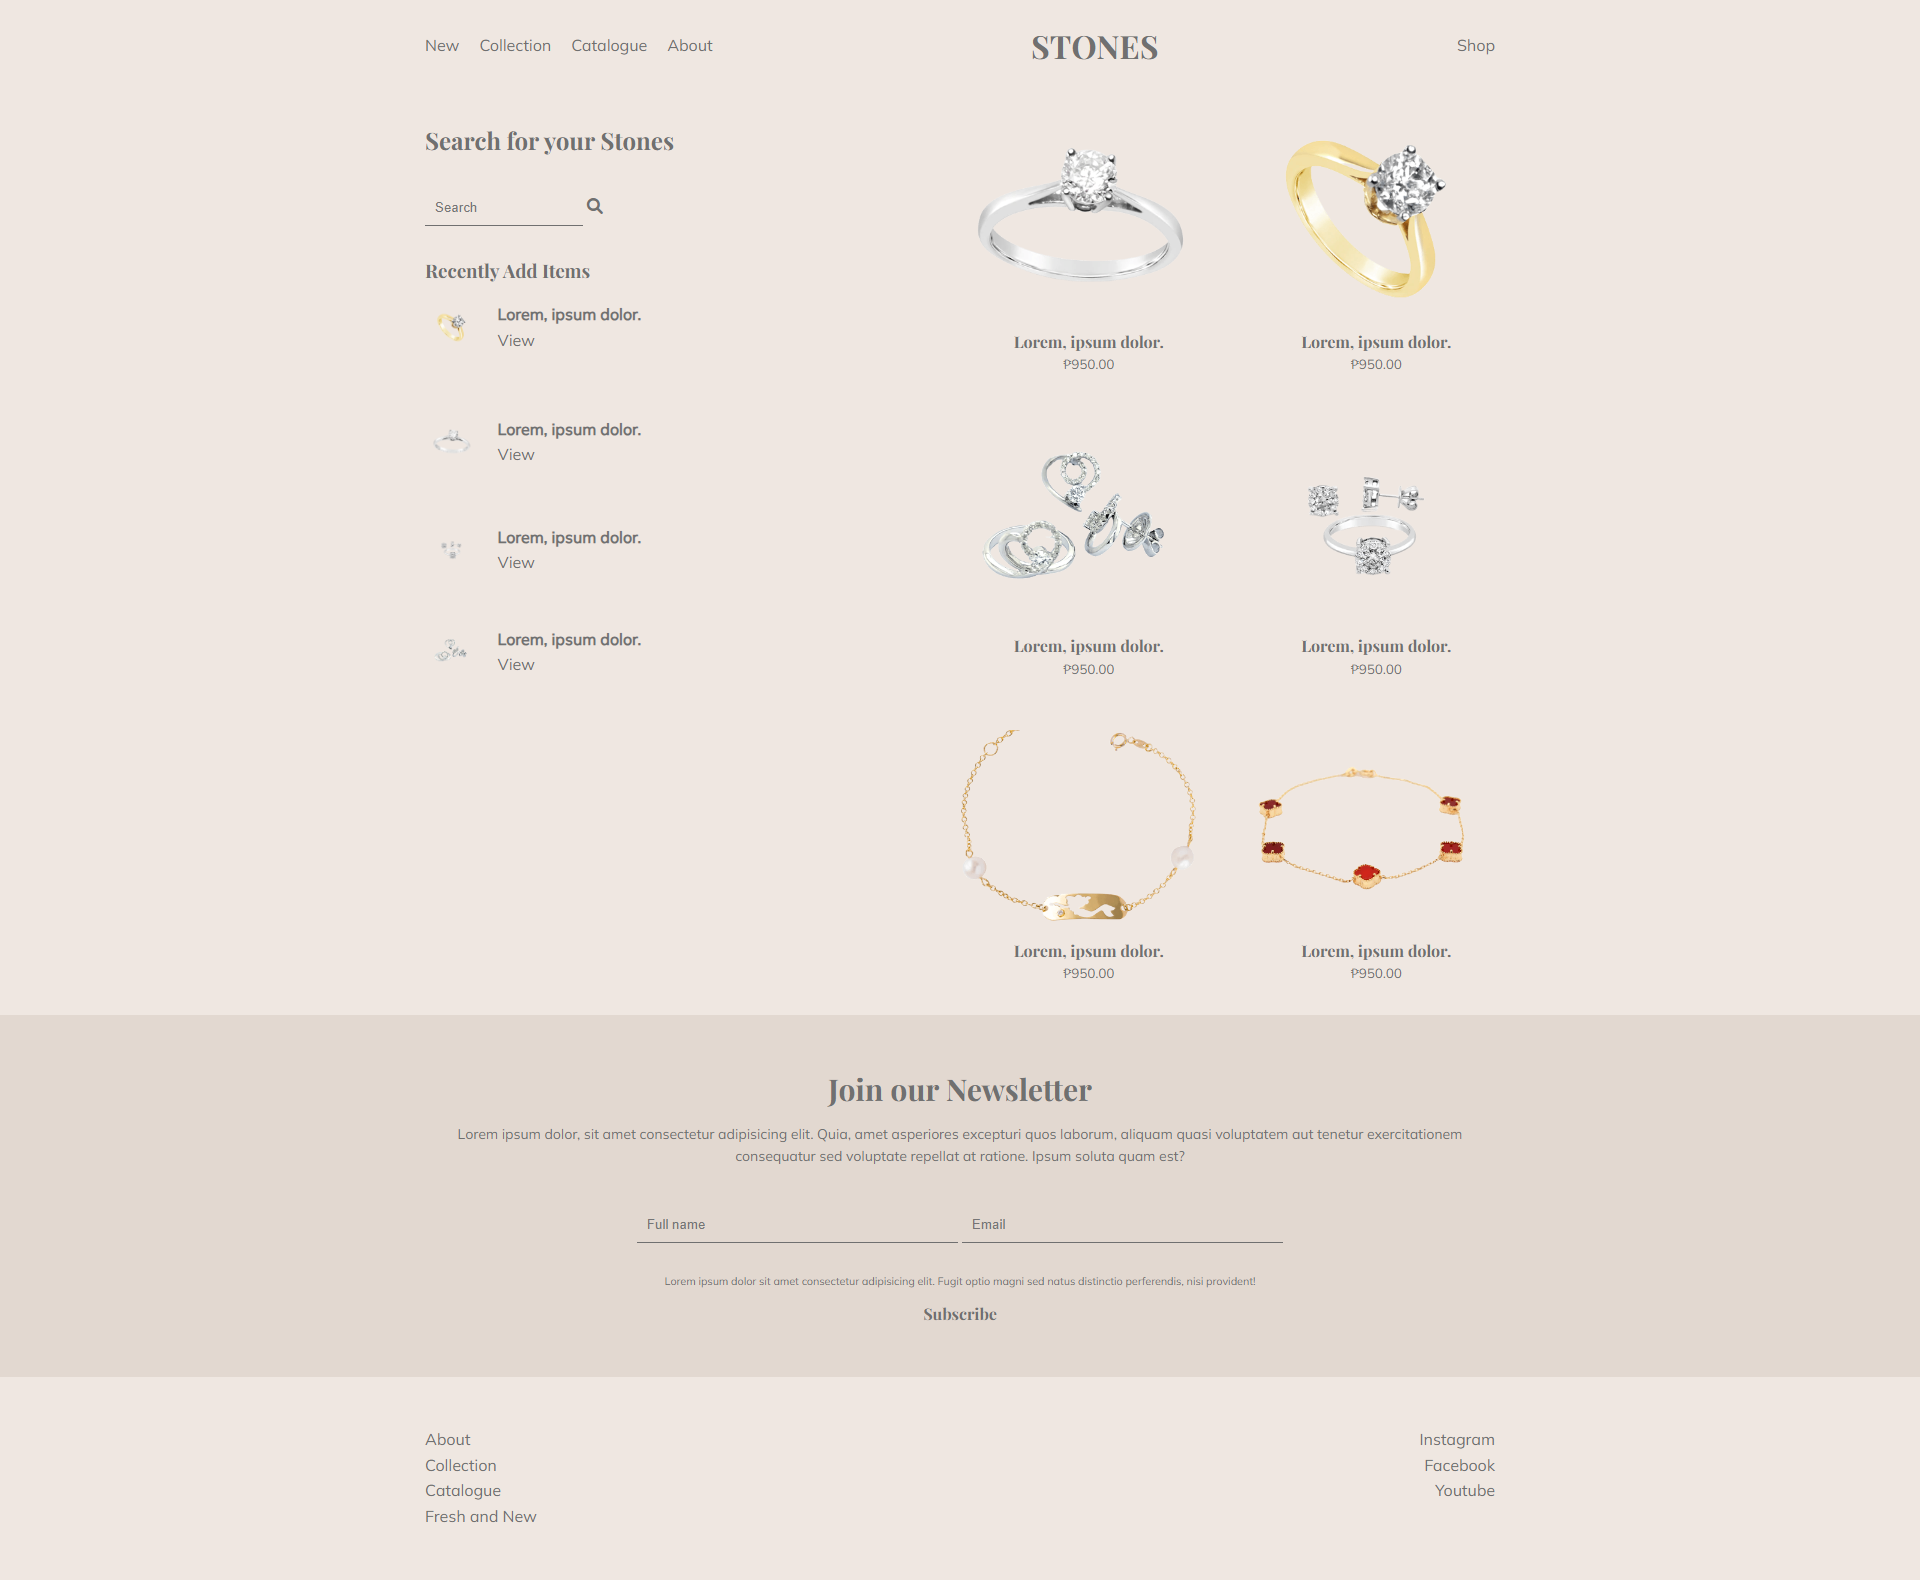 New Collection Catalogue About
STONES
Shop
Search for your Stones
Search
Recently Add Items
Lorem, ipsum dolor.
View
Lorem, ipsum dolor.
View
Lorem, ipsum dolor.
View
Lorem, ipsum dolor.
View
Lorem, ipsum dolor.
₱950.00
Lorem, ipsum dolor.
₱950.00
Lorem, ipsum dolor.
₱950.00
Lorem, ipsum dolor.
₱950.00
Lorem, ipsum dolor.
₱950.00
Lorem, ipsum dolor.
₱950.00
Join our Newsletter
Lorem ipsum dolor, sit amet consectetur adipisicing elit. Quia, amet asperiores excepturi quos laborum, aliquam quasi voluptatem aut tenetur exercitationem
consequatur sed voluptate repellat at ratione. Ipsum soluta quam est?
Full name
Email
Lorem ipsum dolor sit amet consectetur adipisicing elit. Fugit optio magni sed natus distinctio perferendis, nisi provident!
Subscribe
About
Collection
Catalogue
Fresh and New
Instagram
Facebook
Youtube